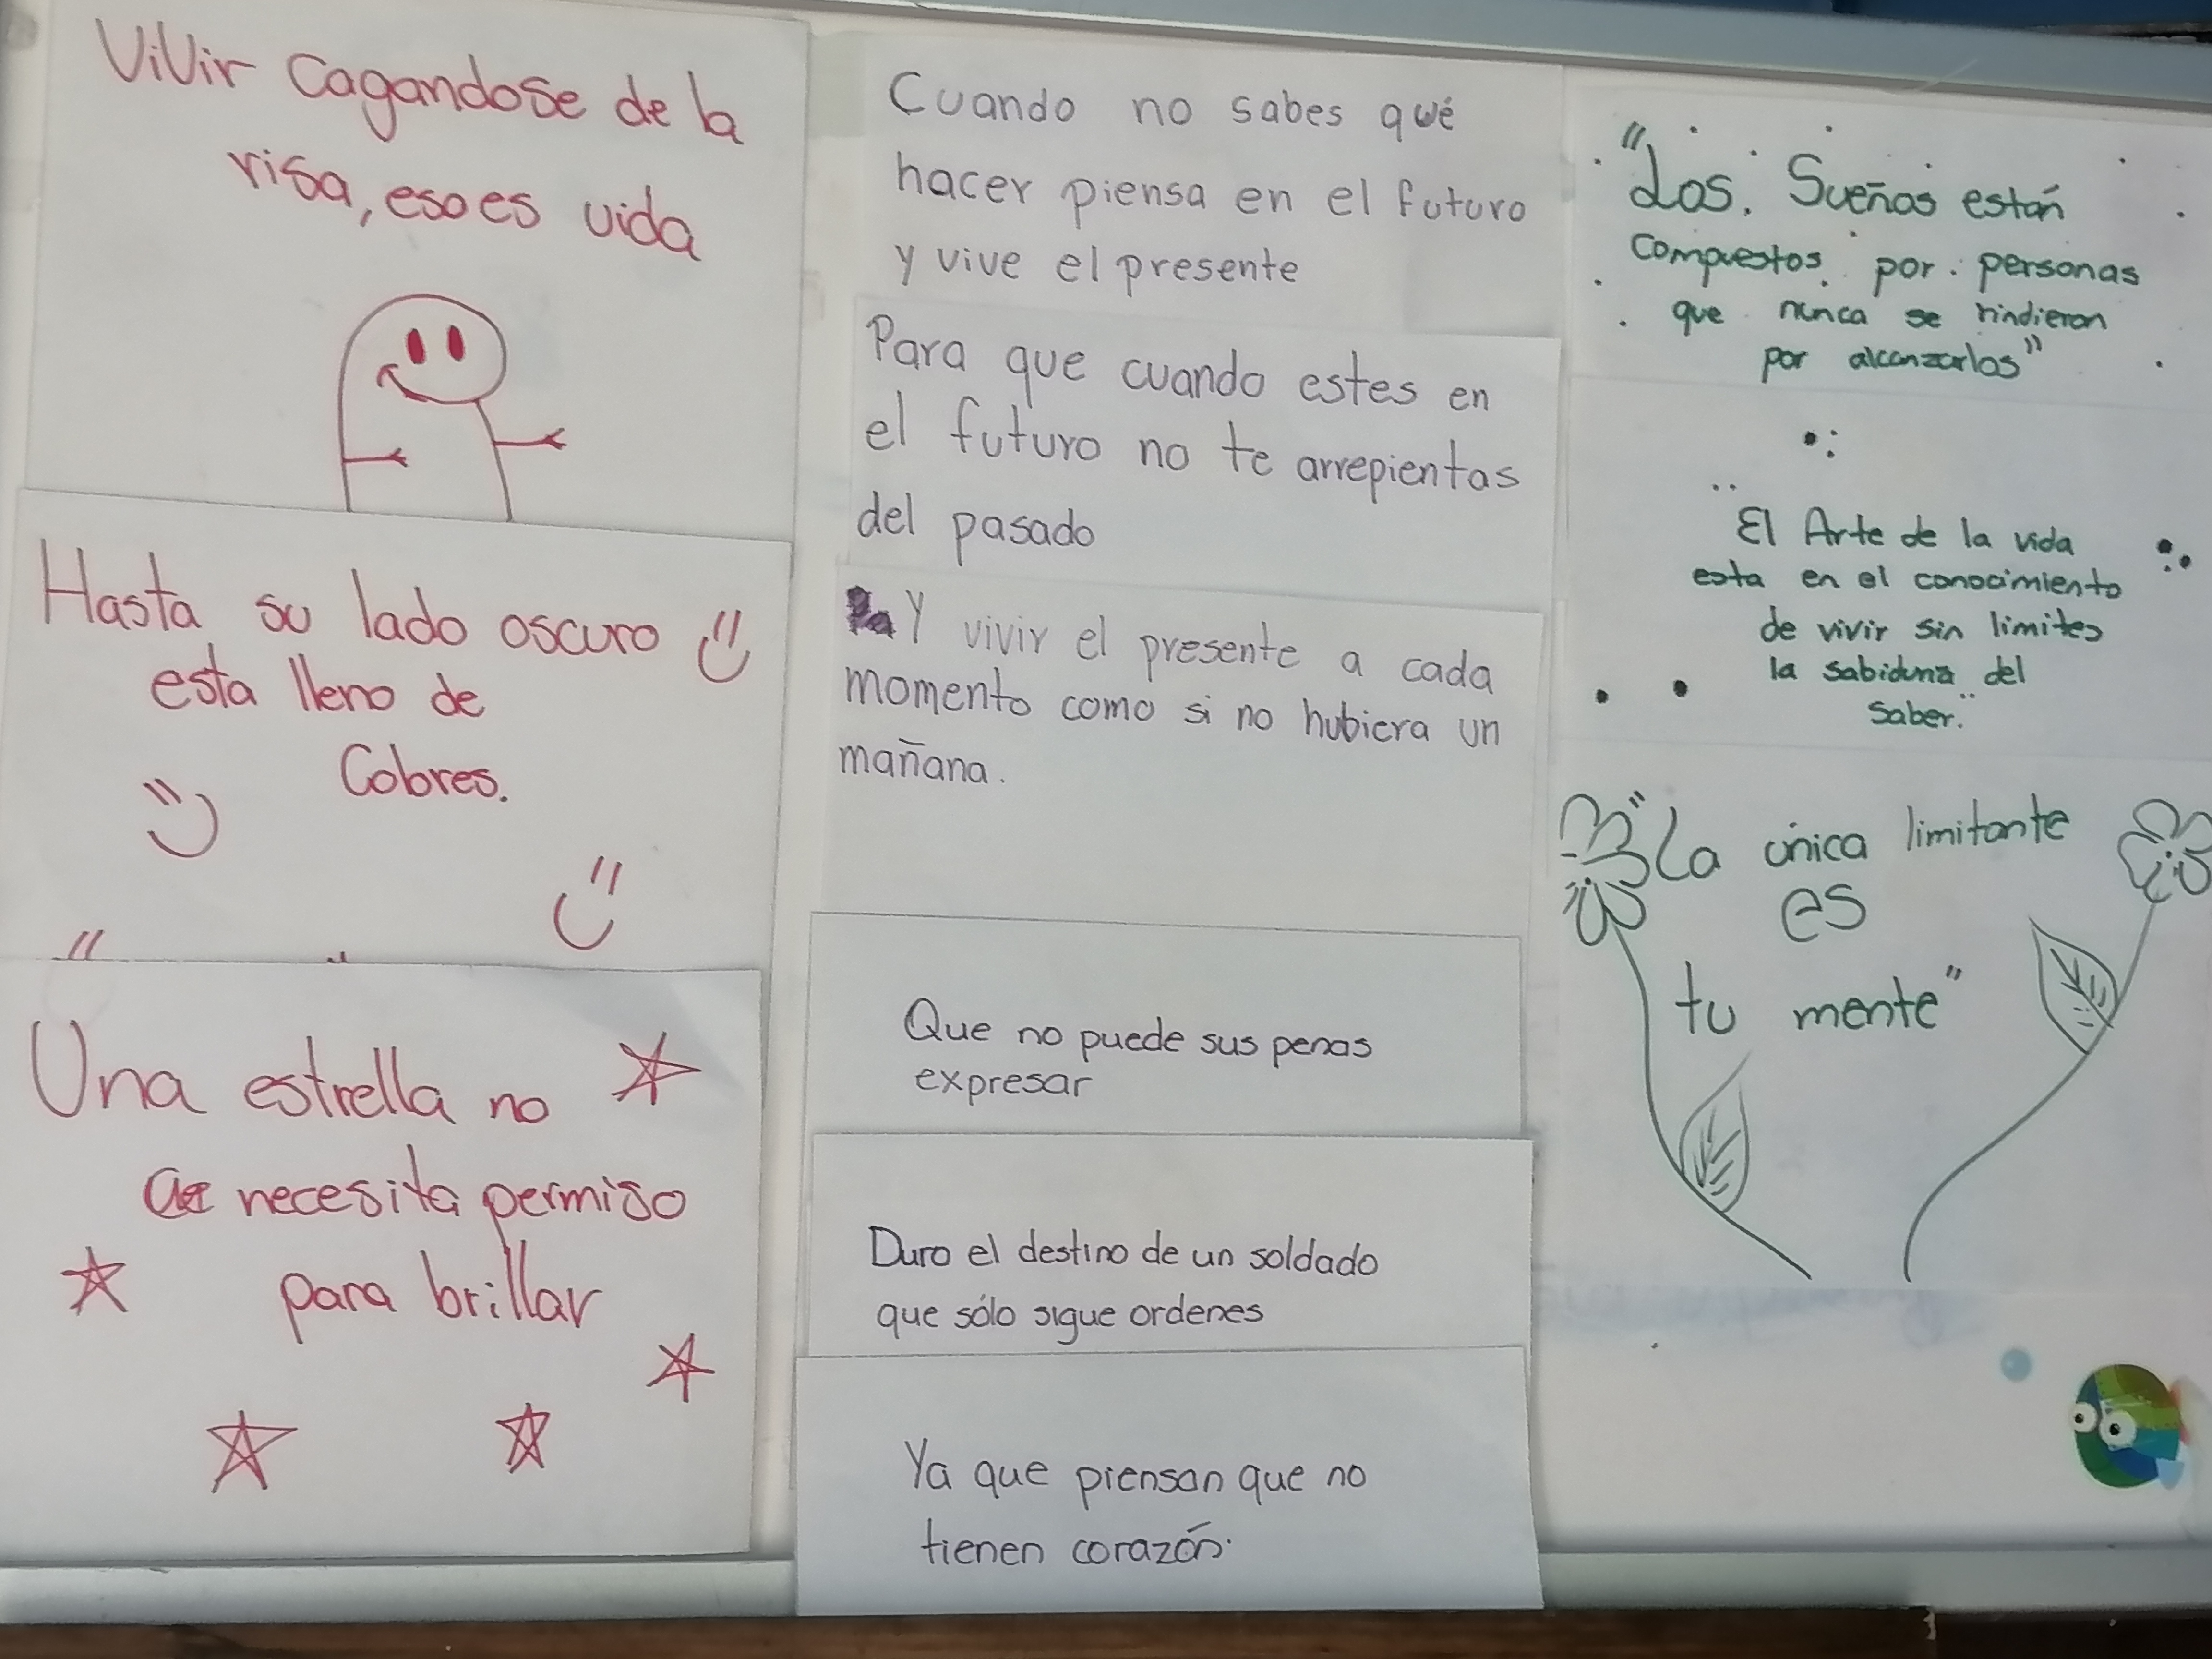 ViVir Cagandose de la
risa, eso es vida
Hasta su lado oscuro
esta lleno de
Colores.
Una estrella no
necesita permiso
para brillar
Cuando no sabes qué
hacer piensa en el futuro
y vive el presente
Para que cuando estes en
el futuro no te arrepientas
del pasado
Y vivir el presente a cada
momento como si no hubiera un
mañana.
Que no puede sus penas
expresar
Duro el destino de un soldado
que sólo sigue ordenes
Ya que piensan que no
tienen corazón.
"Los Sueños están
compuestos por personas
que nunca se rindieron
por alcanzarlos"
"El Arte de la vida
esta en el conocimiento
de vivir sin limites
la sabiduria del
saber."
"La única limitante
es
tu mente"